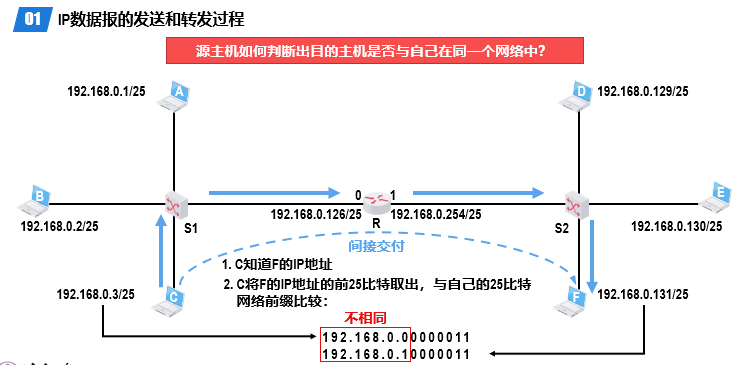 01 IP数据报的发送和转发过程
源主机如何判断出目的主机是否与自己在同一个网络中？
A
192.168.0.1/25
D
192.168.0.129/25
B
192.168.0.2/25
S1
0
1
192.168.0.126/25
R
192.168.0.254/25
S2
E
192.168.0.130/25
间接交付
1. C知道F的IP地址
2. C将F的IP地址的前25比特取出，与自己的25比特
网络前缀比较：
192.168.0.3/25
C
F
192.168.0.131/25
不相同
192.168.0.00000011
192.168.0.10000011